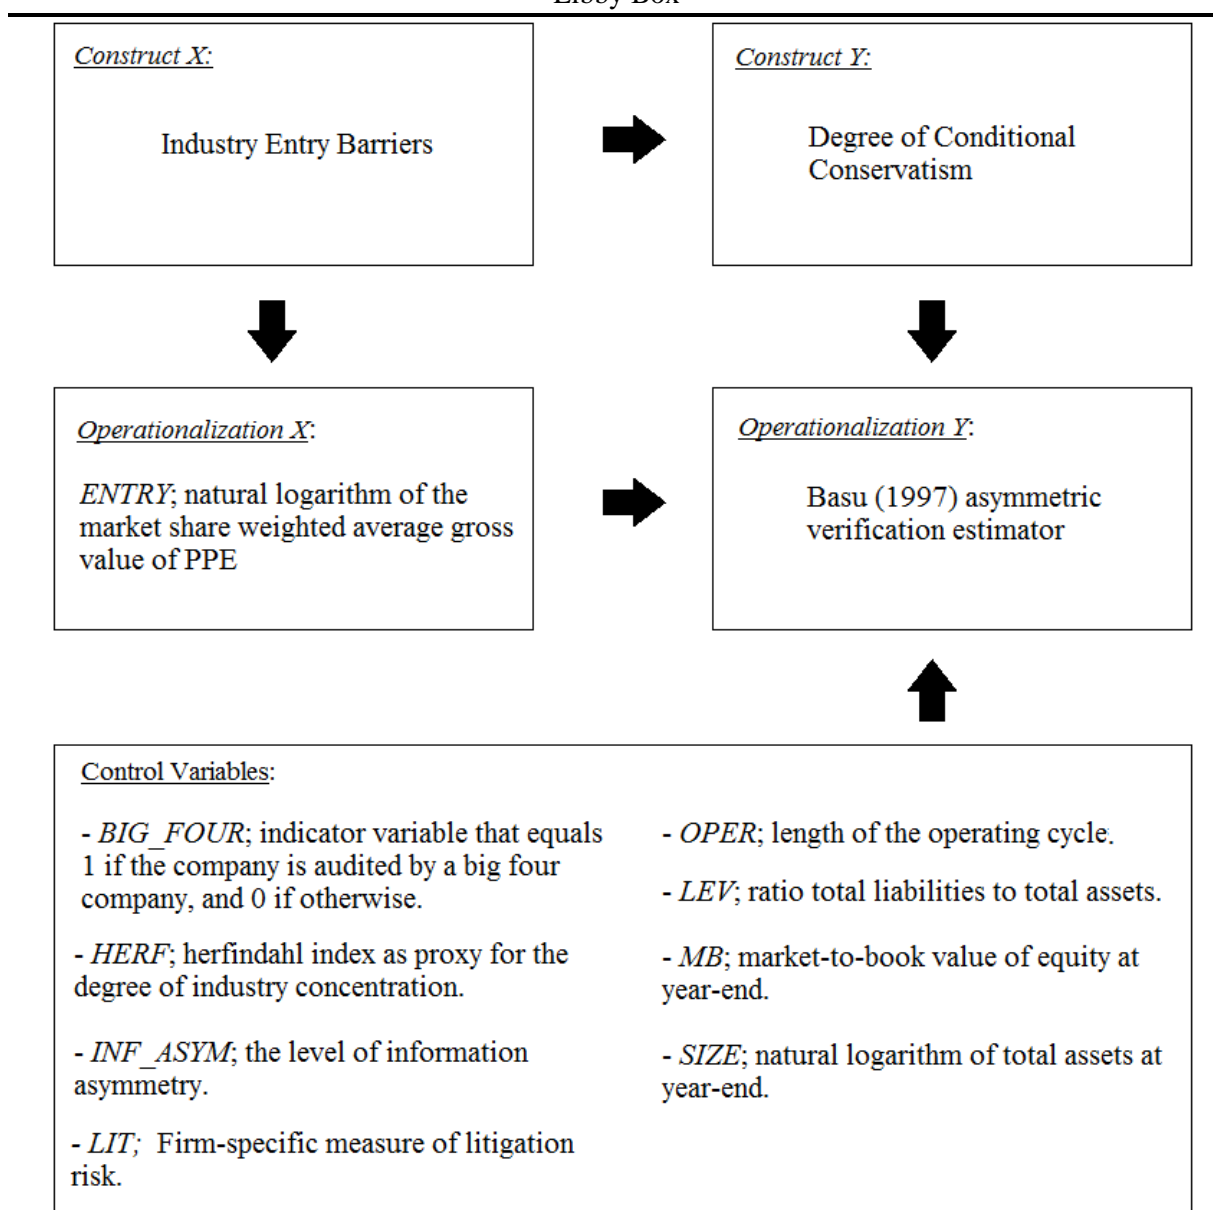 Libby Box
Construct X:
Industry Entry Barriers
Construct Y:
Degree of Conditional
Conservatism
Operationalization X:
ENTRY; natural logarithm of the
market share weighted average gross
value of PPE
Operationalization Y:
Basu (1997) asymmetric
verification estimator
Control Variables:
- BIG_FOUR; indicator variable that equals
1 if the company is audited by a big four
company, and 0 if otherwise.
- HERF; herfindahl index as proxy for the
degree of industry concentration.
- INF_ASYM; the level of information
asymmetry.
- LIT; Firm-specific measure of litigation
risk.
- OPER; length of the operating cycle.
- LEV; ratio total liabilities to total assets.
- MB; market-to-book value of equity at
year-end.
- SIZE; natural logarithm of total assets at
year-end.